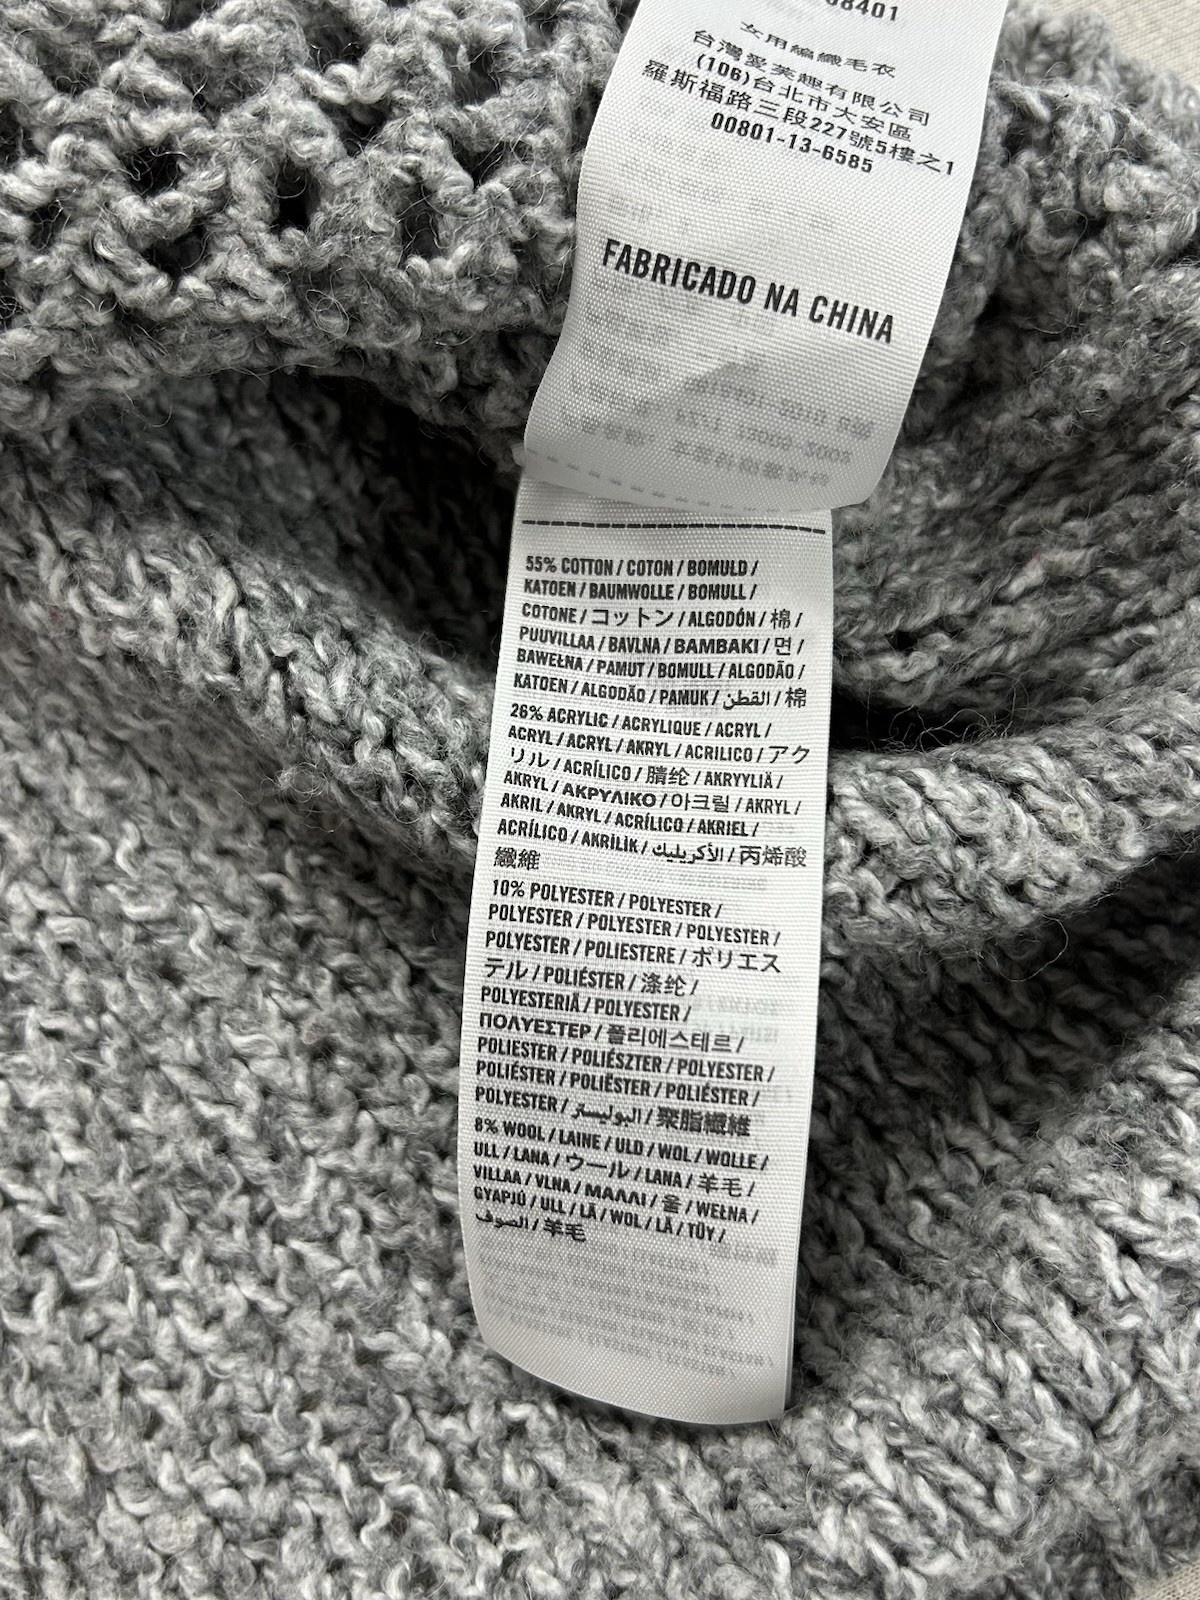 08401
女用編織毛衣
台灣愛芙趣有限公司
(106)台北市大安區
羅斯福路三段227號5樓之1
00801-13-6585
FABRICADO NA CHINA
55% COTTON / COTON / BOMULD /
KATOEN / BAUMWOLLE / BOMULL /
COTONE / コットン / ALGODÓN / 棉 /
PUUVILLAA / BAVLNA / ΒΑΜΒΑΚΙ / 면 /
BAWEŁNA / PAMUT / BOMULL / ALGODÃO /
KATOEN / ALGODÃO / PAMUK / القطن / 棉
26% ACRYLIC / ACRYLIQUE / ACRYL /
ACRYL / ACRYL / AKRYL / ACRILICO / アク
リル / ACRÍLICO / 腈纶 / AKRYYLIÄ /
AKRYL / ΑΚΡΥΛΙΚΟ / 아크릴 / AKRYL /
AKRIL / AKRYL / ACRÍLICO / AKRIEL /
ACRÍLICO / AKRİLİK / الأكريليك / 丙烯酸
纖維
10% POLYESTER / POLYESTER /
POLYESTER / POLYESTER / POLYESTER /
POLYESTER / POLIESTERE / ポリエス
テル / POLIÉSTER / 涤纶 /
POLYESTERIÄ / POLYESTER /
ΠΟΛΥΕΣΤΕΡ / 폴리에스테르 /
POLIESTER / POLIÉSZTER / POLYESTER /
POLIÉSTER / POLIËSTER / POLIÉSTER /
POLYESTER / البوليستر / 聚脂纖維
8% WOOL / LAINE / ULD / WOL / WOLLE /
ULL / LANA / ウール / LANA / 羊毛 /
VILLAA / VLNA / ΜΑΛΛΙ / 울 / WEŁNA /
GYAPJÚ / ULL / LÃ / WOL / LÃ / TÜY /
الصوف / 羊毛